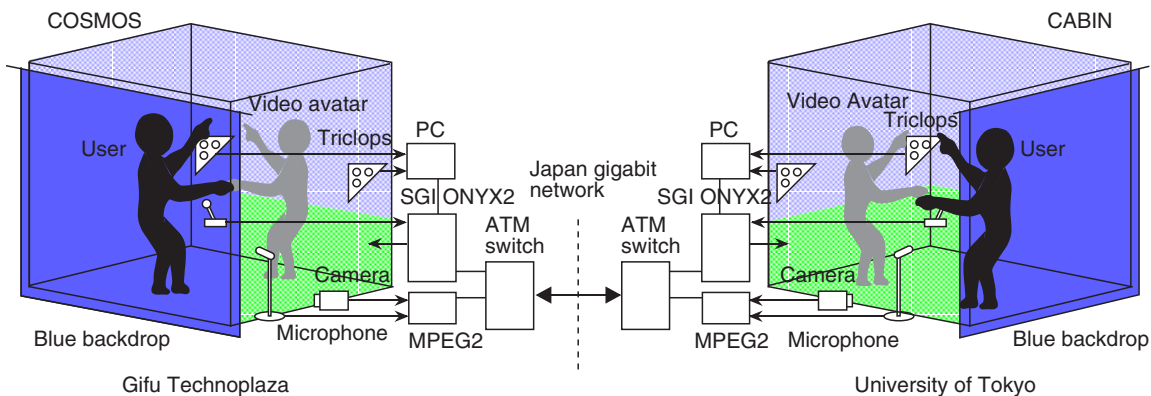 COSMOS
CABIN
Video avatar
Triclops
User
PC
SGI ONYX2
ATM
switch
Camera
Microphone
MPEG2
Blue backdrop
Gifu Technoplaza
Japan gigabit
network
Video Avatar
Triclops
User
PC
SGI ONYX2
ATM
switch
Camera
Microphone
MPEG2
Blue backdrop
University of Tokyo